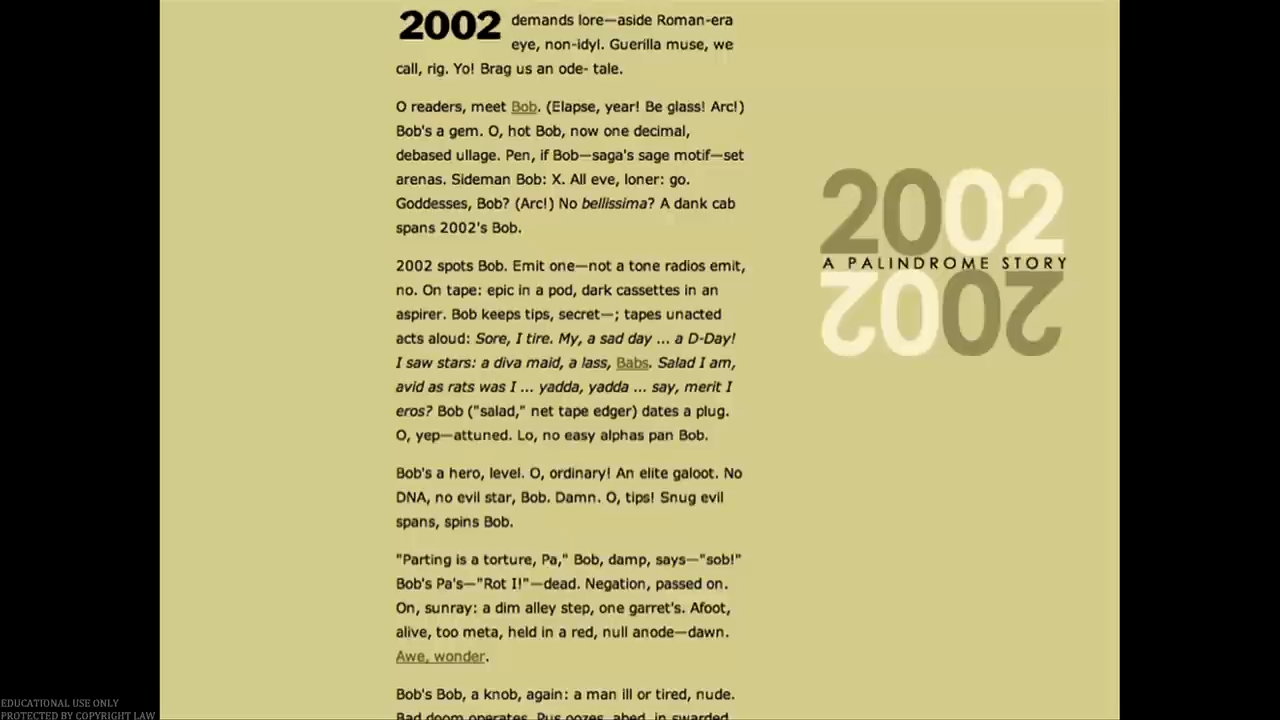 2002 demands lore—aside Roman-era
eye, non-idyl. Guerilla muse, we
call, rig. Yo! Brag us an ode- tale.
O readers, meet Bob. (Elapse, year! Be glass! Arc!)
Bob's a gem. O, hot Bob, now one decimal,
debased ullage. Pen, if Bob—saga's sage motif—set
arenas. Sideman Bob: X. All eve, loner: go.
Goddesses, Bob? (Arc!) No bellissima? A dank cab
spans 2002's Bob.
2002 spots Bob. Emit one—not a tone radios emit,
no. On tape: epic in a pod, dark cassettes in an
aspirer. Bob keeps tips, secret—; tapes unacted
acts aloud: Sore, I tire. My, a sad day ... a D-Day!
I saw stars: a diva maid, a lass, Babs. Salad I am,
avid as rats was I ... yadda, yadda ... say, merit I
eros? Bob ("salad," net tape edger) dates a plug.
O, yep—attuned. Lo, no easy alphas pan Bob.
Bob's a hero, level. O, ordinary! An elite galoot. No
DNA, no evil star, Bob. Damn. O, tips! Snug evil
spans, spins Bob.
"Parting is a torture, Pa," Bob, damp, says—"sob!"
Bob's Pa's—"Rot I!"—dead. Negation, passed on.
On, sunray: a dim alley step, one garret's. Afoot,
alive, too meta, held in a red, null anode—dawn.
Awe, wonder.
Bob's Bob, a knob, again: a man ill or tired, nude.
Bad doom operates. Pus oozes, abed, in swarded
2002
A PALINDROME STORY
2002
EDUCATIONAL USE ONLY
PROTECTED BY COPYRIGHT LAW